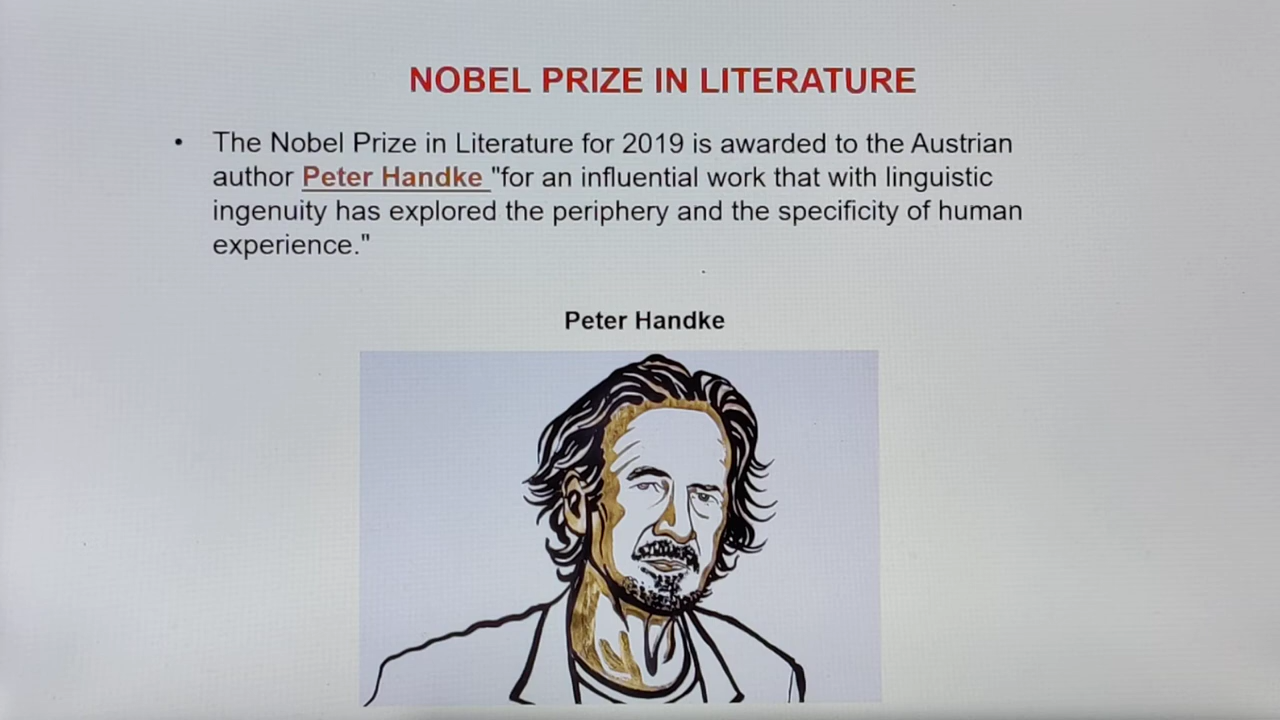 NOBEL PRIZE IN LITERATURE
• The Nobel Prize in Literature for 2019 is awarded to the Austrian
author Peter Handke "for an influential work that with linguistic
ingenuity has explored the periphery and the specificity of human
experience."
Peter Handke